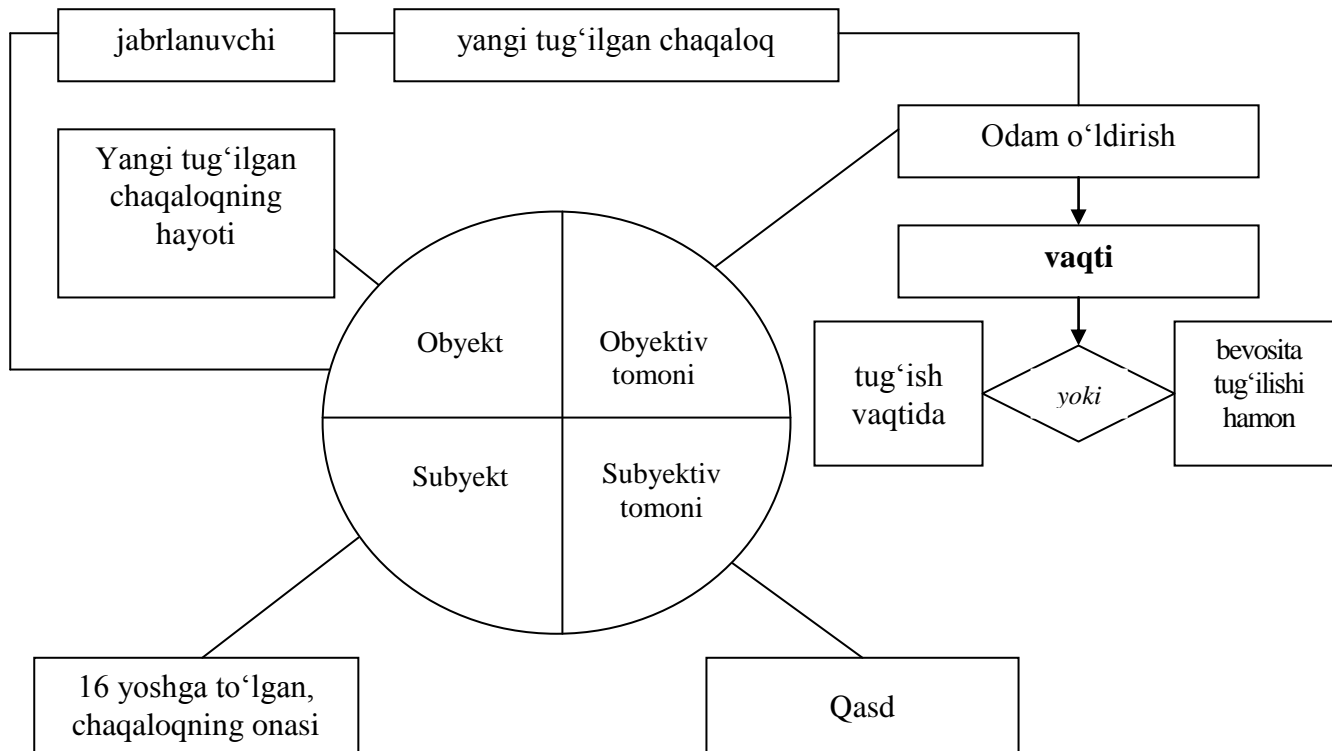 jabrlanuvchi
yangi tug‘ilgan chaqaloq
Yangi tug‘ilgan
chaqaloqning
hayoti
Odam o‘ldirish
vaqti
tug‘ish
vaqtida
yoki
bevosita
tug‘ilishi
hamon
Obyekt
Obyektiv
tomoni
Subyekt
Subyektiv
tomoni
16 yoshga to‘lgan,
chaqaloqning onasi
Qasd